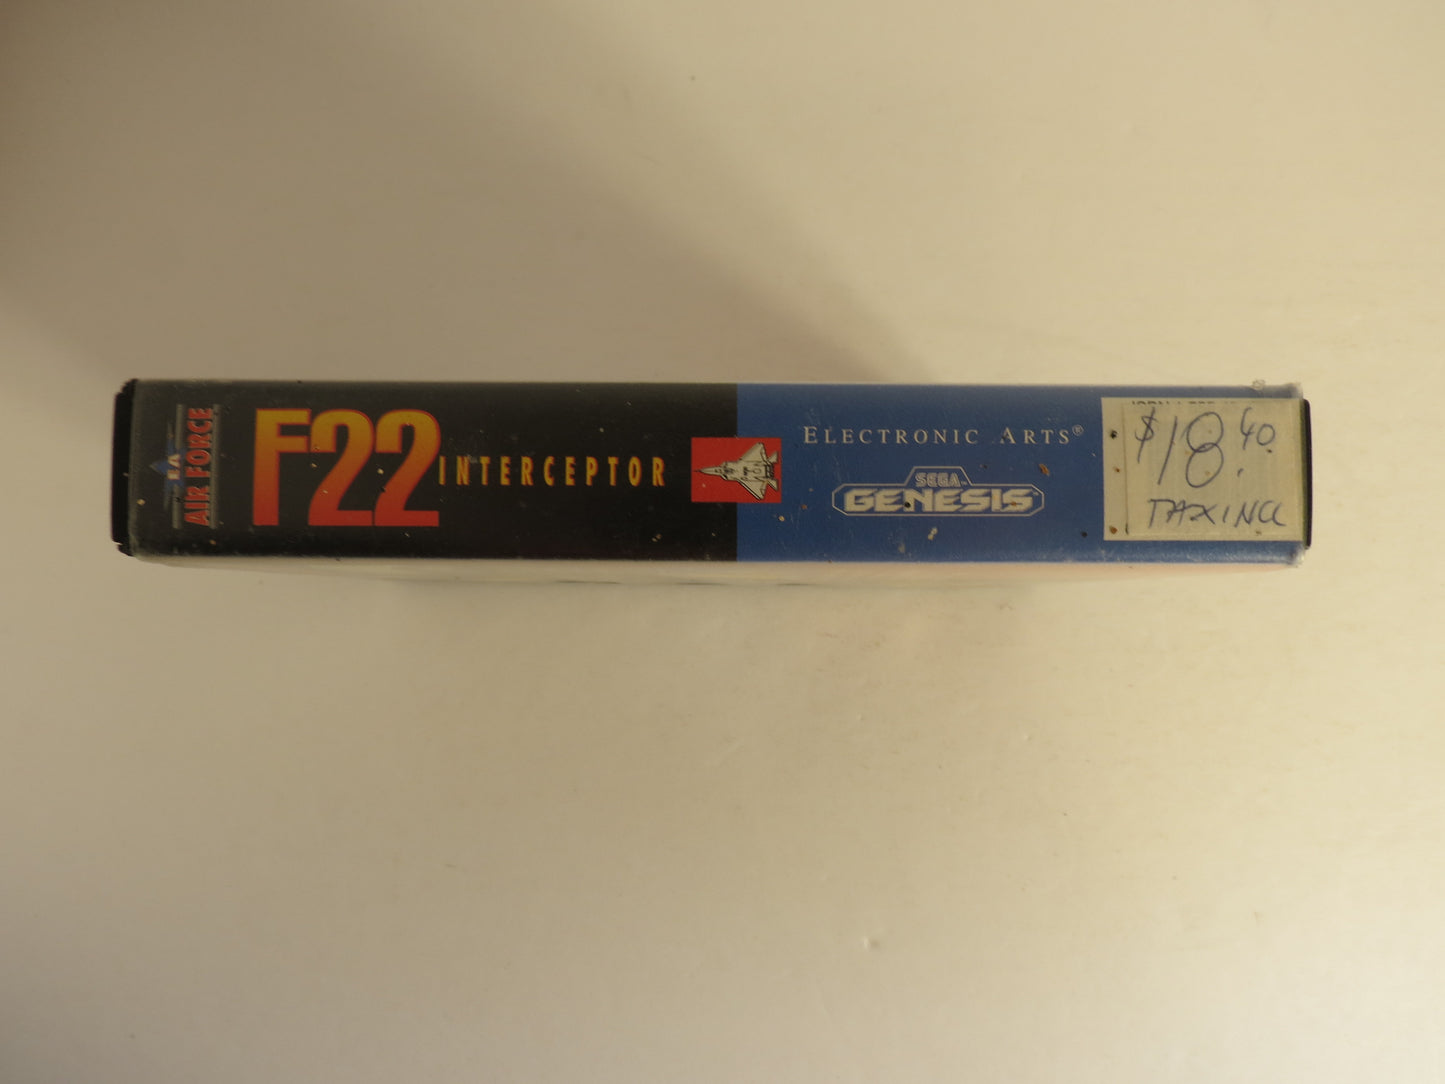 EA
AIR FORCE
F22
INTERCEPTOR
ELECTRONIC ARTS®
SEGA
GENESIS
$18.40
TAX INCL